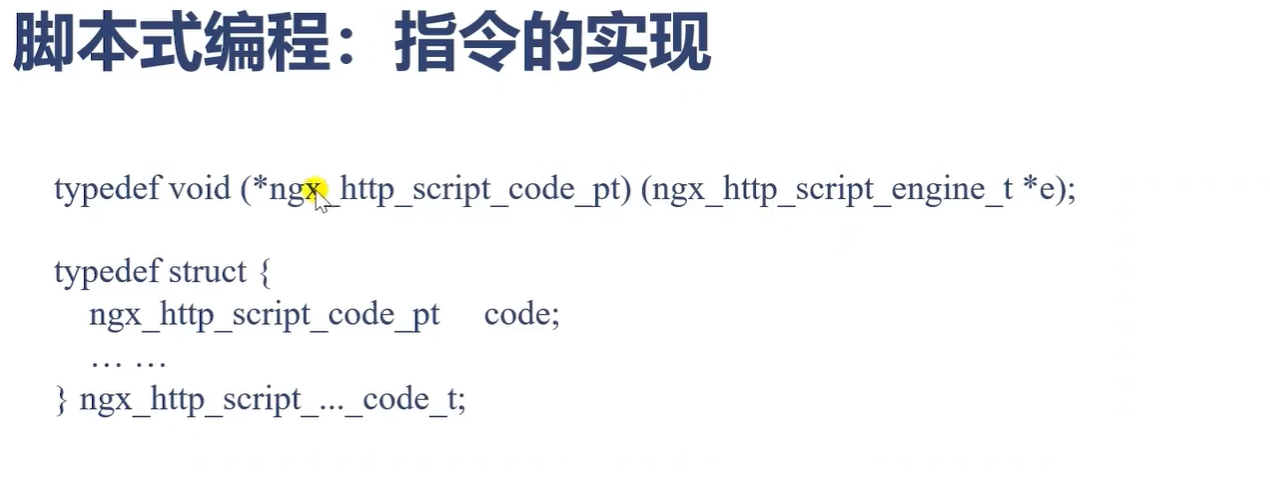 脚本式编程：指令的实现
typedef void (*ngx_http_script_code_pt) (ngx_http_script_engine_t *e);
typedef struct {
ngx_http_script_code_pt code;
… …
} ngx_http_script_..._code_t;